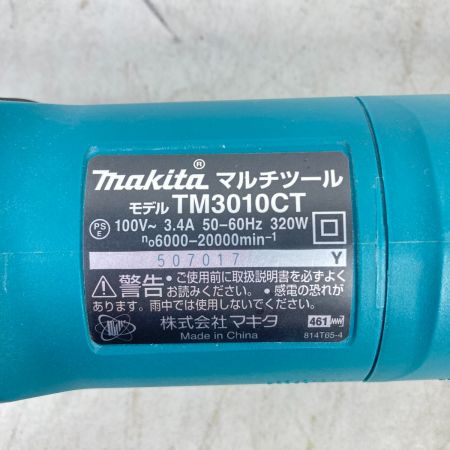 makita® マルチツール
モデル TM3010CT
PS E 100V~ 3.4A 50-60Hz 320W
n₀6000-20000min⁻¹
507017 Y
警告・ご使用前に取扱説明書を必ずよく
お読みください。・感電の恐れが
あります。雨中では使用しないでください。
株式会社 マキタ 461
Made in China 814T65-4